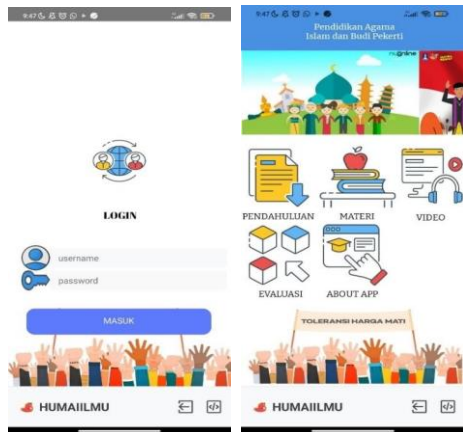 9:47
LOGIN
username
password
MASUK
HUMAIILMU
9:47
Pendidikan Agama
Islam dan Budi Pekerti
PENDAHULUAN
MATERI
VIDEO
EVALUASI
ABOUT APP
TOLERANSI HARGA MATI
HUMAIILMU